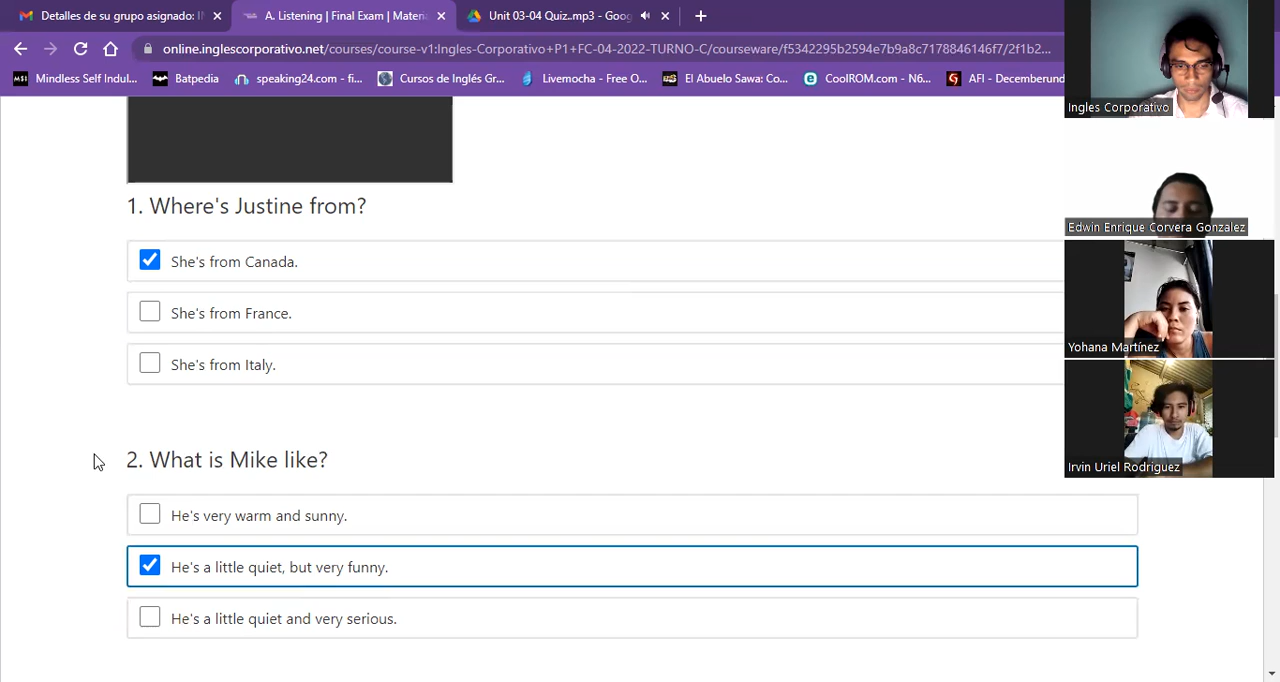 Detalles de su grupo asignado: I
A. Listening | Final Exam | Materi
Unit 03-04 Quiz..mp3 - Goog
online.inglescorporativo.net/courses/course-v1:Ingles-Corporativo+P1+FC-04-2022-TURNO-C/courseware/f5342295b2594e7b9a8c7178846146f7/2f1b2...
Mindless Self Indul...
Batpedia
speaking24.com - fi...
Cursos de Inglés Gr...
Livemocha - Free O...
El Abuelo Sawa: Co...
CoolROM.com - N6...
AFI - Decemberund
Ingles Corporativo
Edwin Enrique Corvera Gonzalez
Yohana Martínez
Irvin Uriel Rodriguez
1. Where's Justine from?
She's from Canada.
She's from France.
She's from Italy.
2. What is Mike like?
He's very warm and sunny.
He's a little quiet, but very funny.
He's a little quiet and very serious.